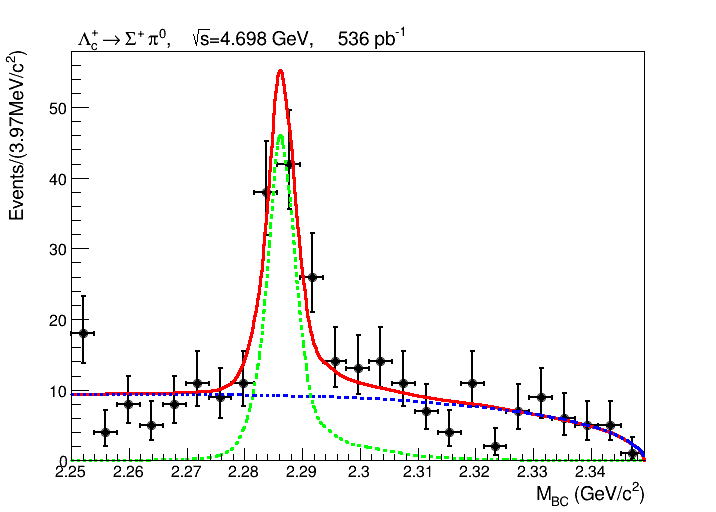 Λc+ → Σ+ π0, √s=4.698 GeV, 536 pb-1
Events/(3.97MeV/c2)
50
40
30
20
10
0
2.25 2.26 2.27 2.28 2.29 2.3 2.31 2.32 2.33 2.34
MBC (GeV/c2)